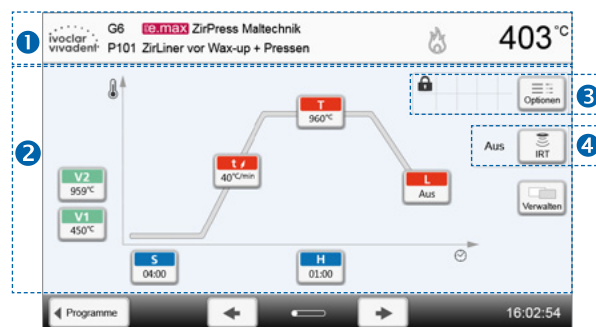 1
ivoclar
vivadent
G6 e.max ZirPress Maltechnik
P101 ZirLiner vor Wax-up + Pressen
403°C
2
3
Optionen
4
Aus
IRT
Verwalten
T
960°C
t
40°C/min
L
Aus
V2
959°C
V1
450°C
S
04:00
H
01:00
Programme
16:02:54